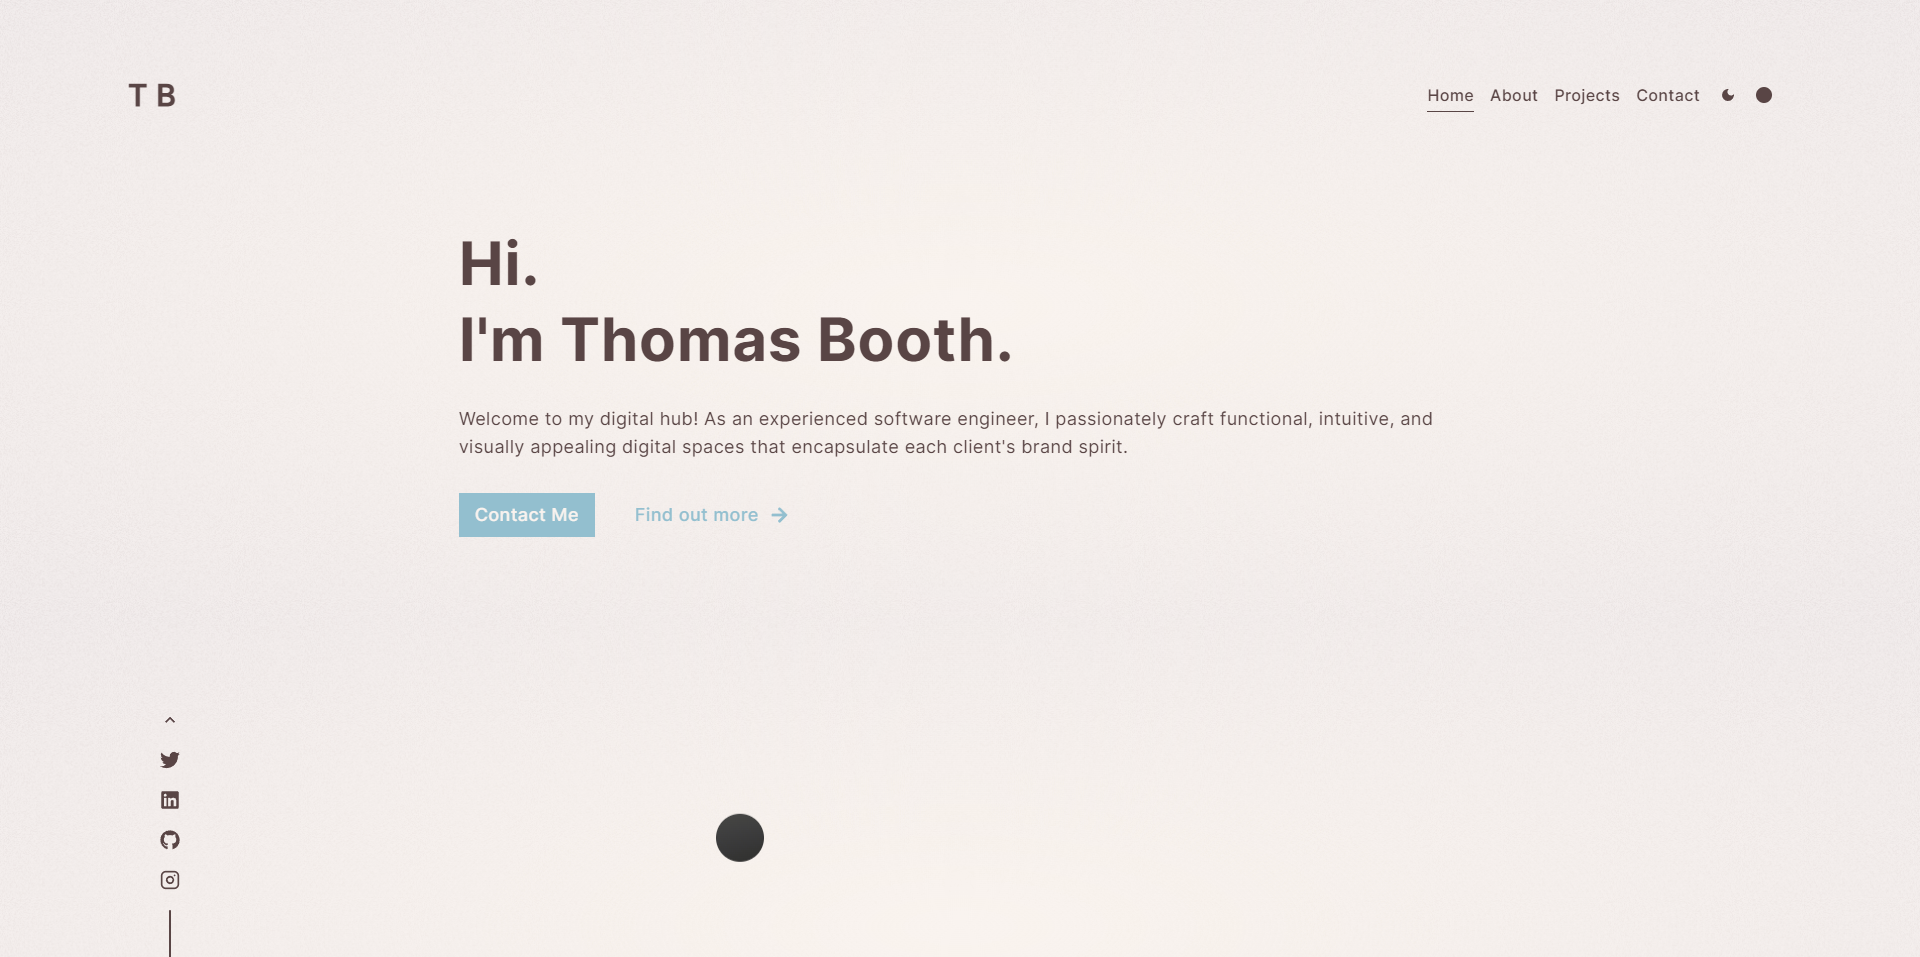 T B
Home About Projects Contact
Hi.
I'm Thomas Booth.
Welcome to my digital hub! As an experienced software engineer, I passionately craft functional, intuitive, and
visually appealing digital spaces that encapsulate each client's brand spirit.
Contact Me Find out more